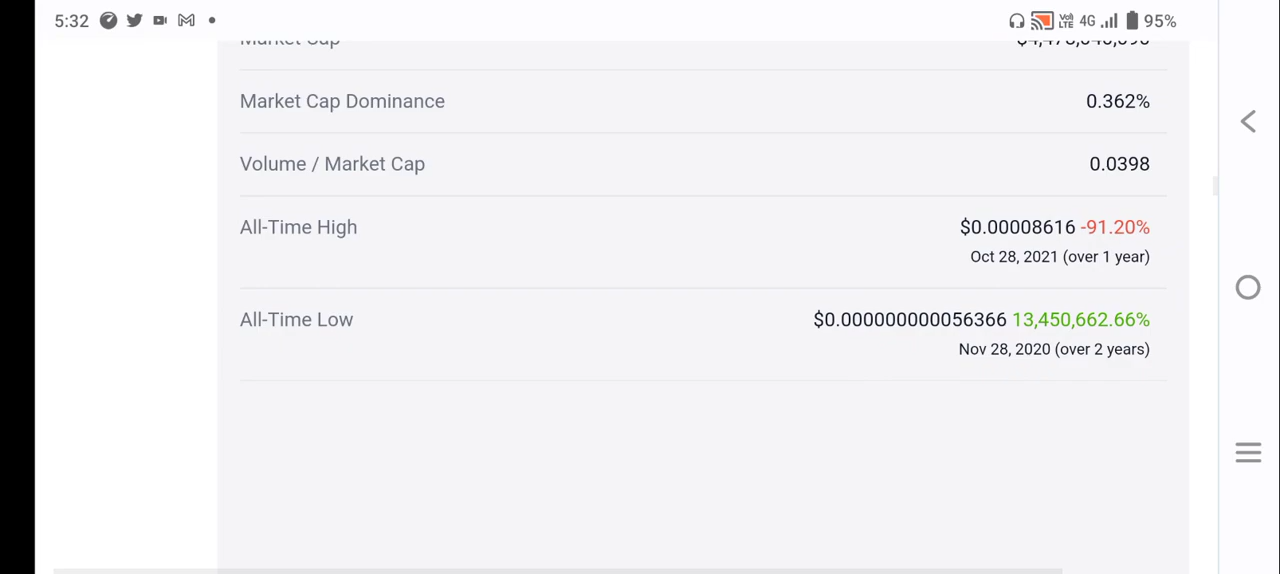 5:32
4G 95%
Market Cap
Market Cap Dominance 0.362%
Volume / Market Cap 0.0398
All-Time High $0.00008616 -91.20%
Oct 28, 2021 (over 1 year)
All-Time Low $0.000000000056366 13,450,662.66%
Nov 28, 2020 (over 2 years)